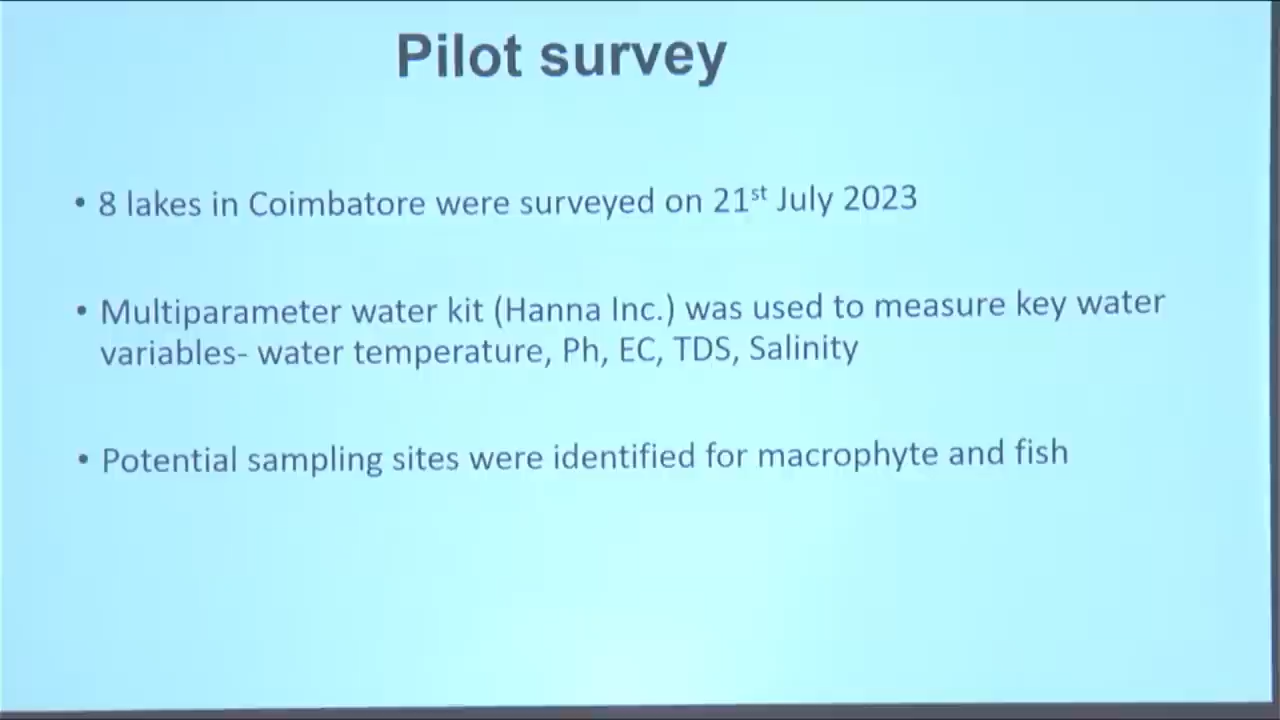 Pilot survey
• 8 lakes in Coimbatore were surveyed on 21st July 2023
• Multiparameter water kit (Hanna Inc.) was used to measure key water
variables- water temperature, Ph, EC, TDS, Salinity
• Potential sampling sites were identified for macrophyte and fish